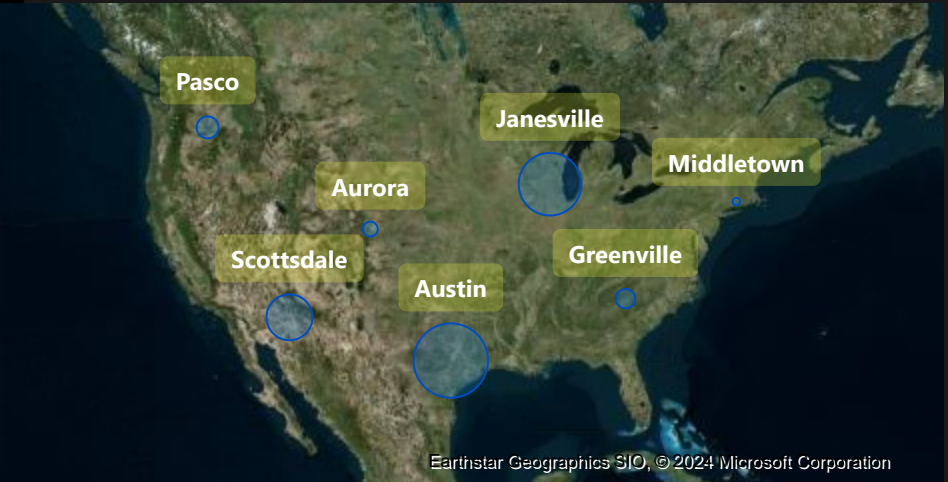 Pasco
Janesville
Middletown
Aurora
Scottsdale
Greenville
Austin
Earthstar Geographics SIO, © 2024 Microsoft Corporation